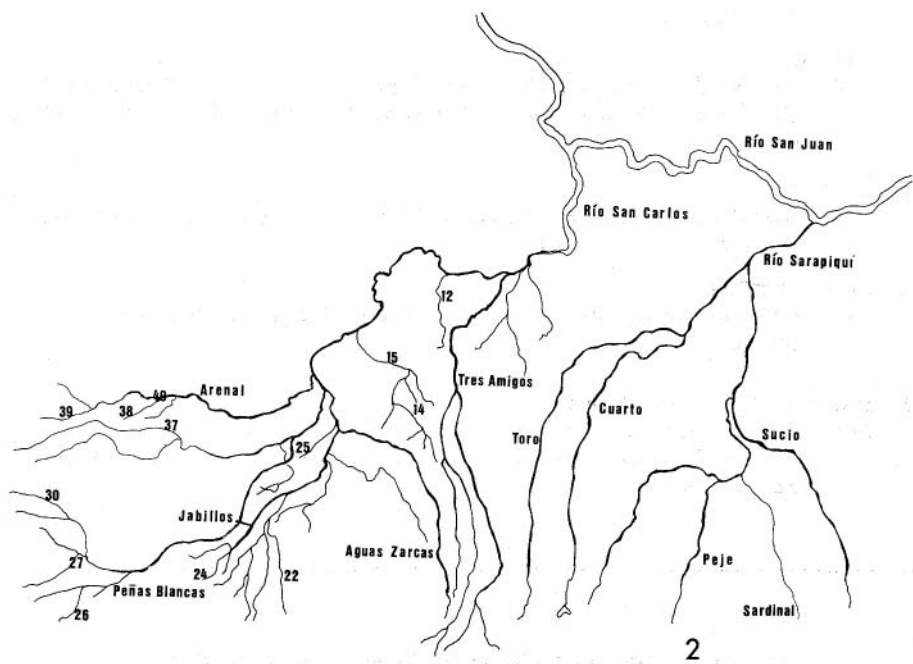 Río San Juan
Río San Carlos
Río Sarapiquí
12
15
Tres Amigos
Arenal
40
39
38
14
Cuarto
37
Toro
25
Sucio
30
Jabillos
Aguas Zarcas
27
24
22
Peje
Peñas Blancas
26
Sardinal
2